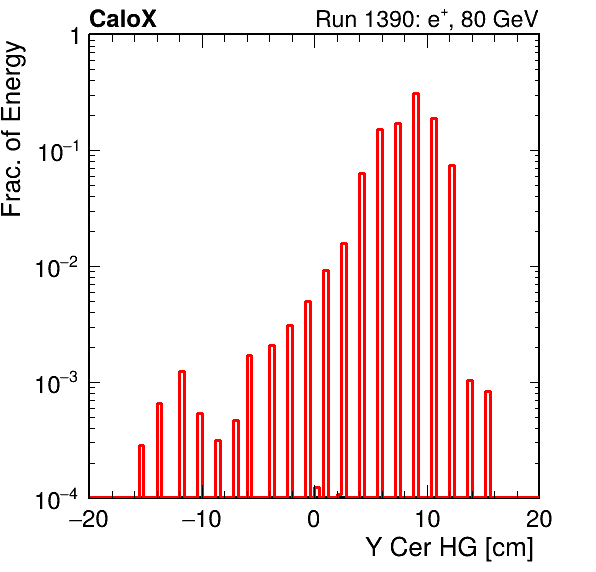 CaloX Run 1390: e⁺, 80 GeV
Frac. of Energy
1
10⁻¹
10⁻²
10⁻³
10⁻⁴
−20 −10 0 10 20
Y Cer HG [cm]